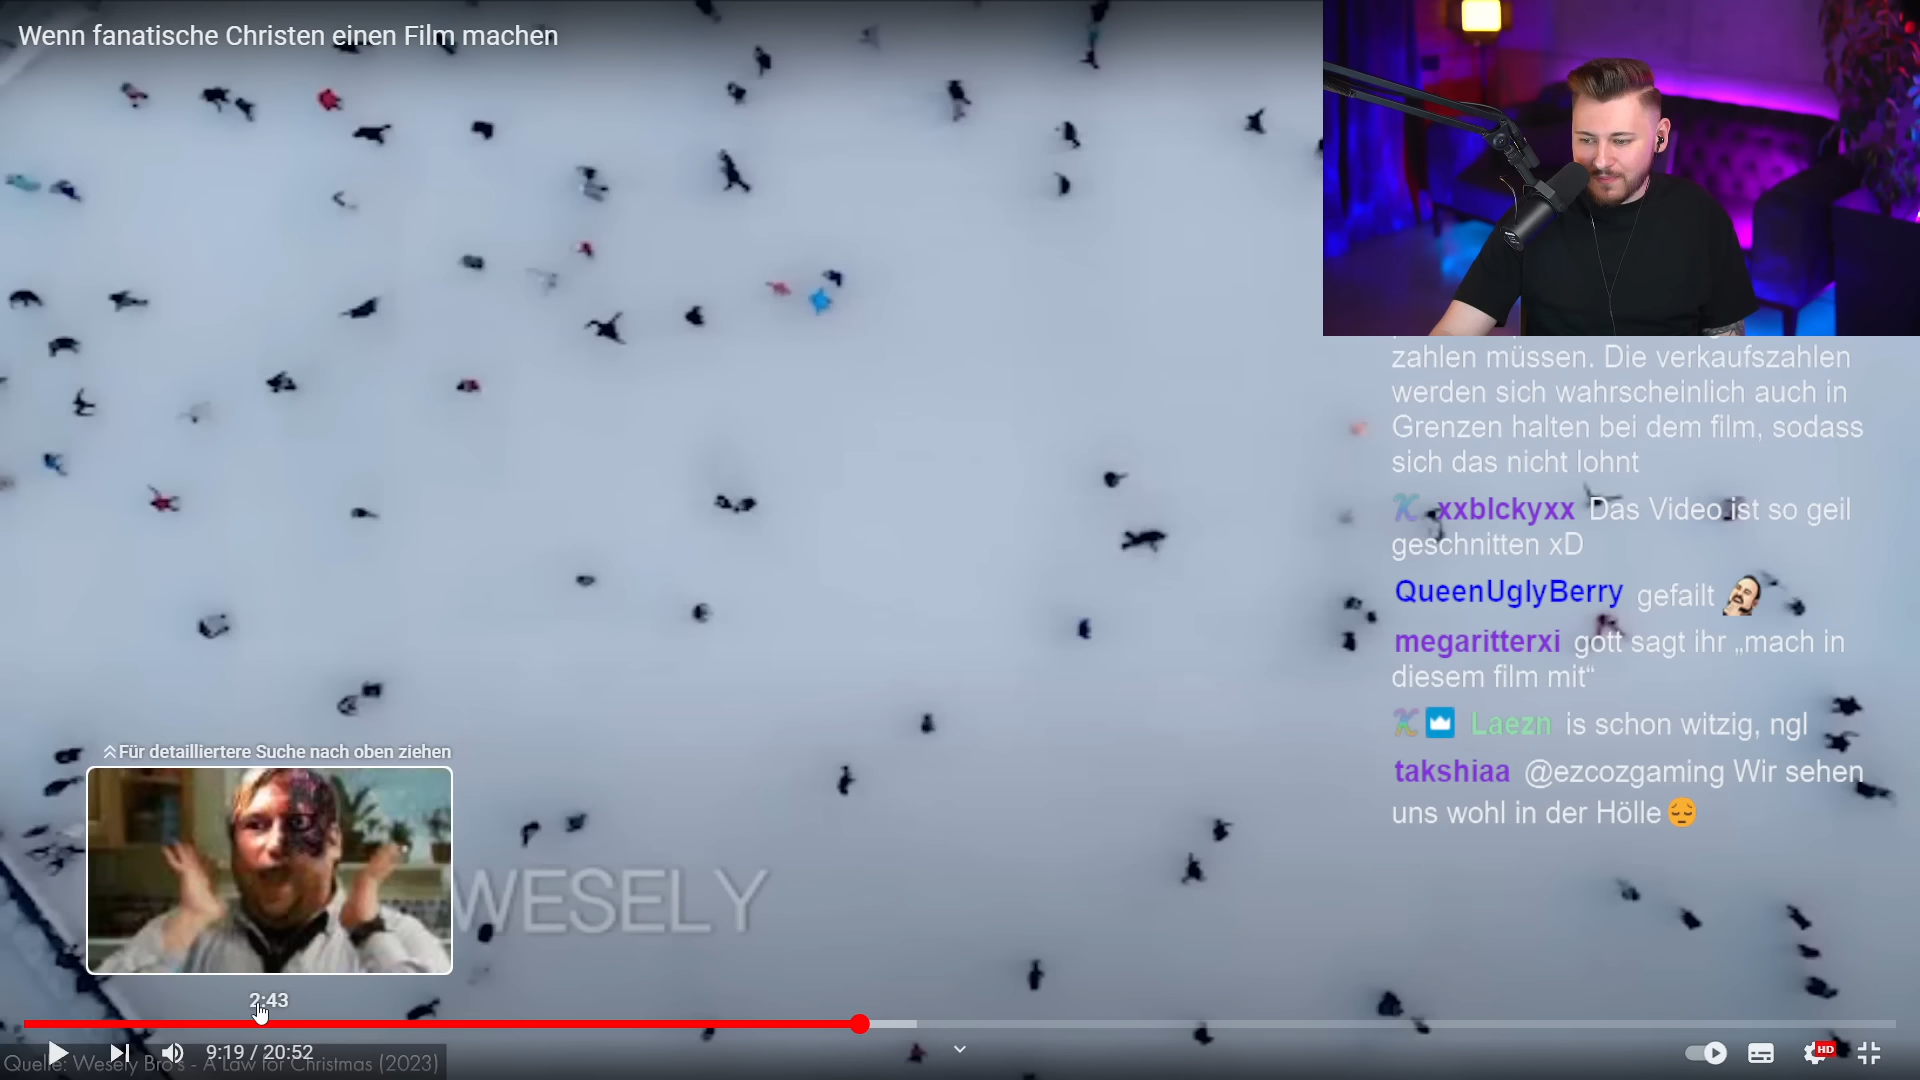 Wenn fanatische Christen einen Film machen
zahlen müssen. Die verkaufszahlen
werden sich wahrscheinlich auch in
Grenzen halten bei dem film, sodass
sich das nicht lohnt
xxblckyxx Das Video ist so geil
geschnitten xD
QueenUglyBerry gefailt
megaritterxi gott sagt ihr „mach in
diesem film mit“
Laezn is schon witzig, ngl
takshiaa @ezcozgaming Wir sehen
uns wohl in der Hölle
Für detailliertere Suche nach oben ziehen
WESELY
2:43
9:19 / 20:52
HD
Quelle: Wesely Bro's - A Law for Christmas (2023)